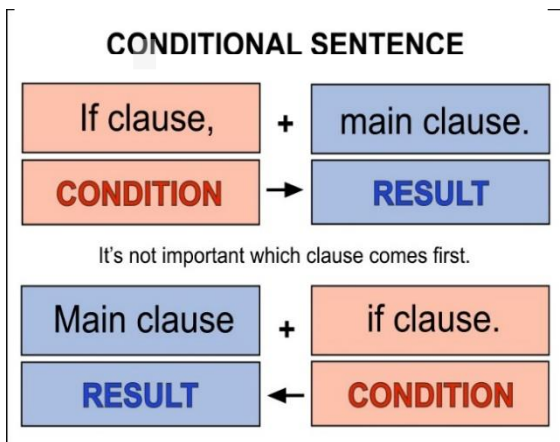 CONDITIONAL SENTENCE
If clause, + main clause.
CONDITION → RESULT
It's not important which clause comes first.
Main clause + if clause.
RESULT ← CONDITION